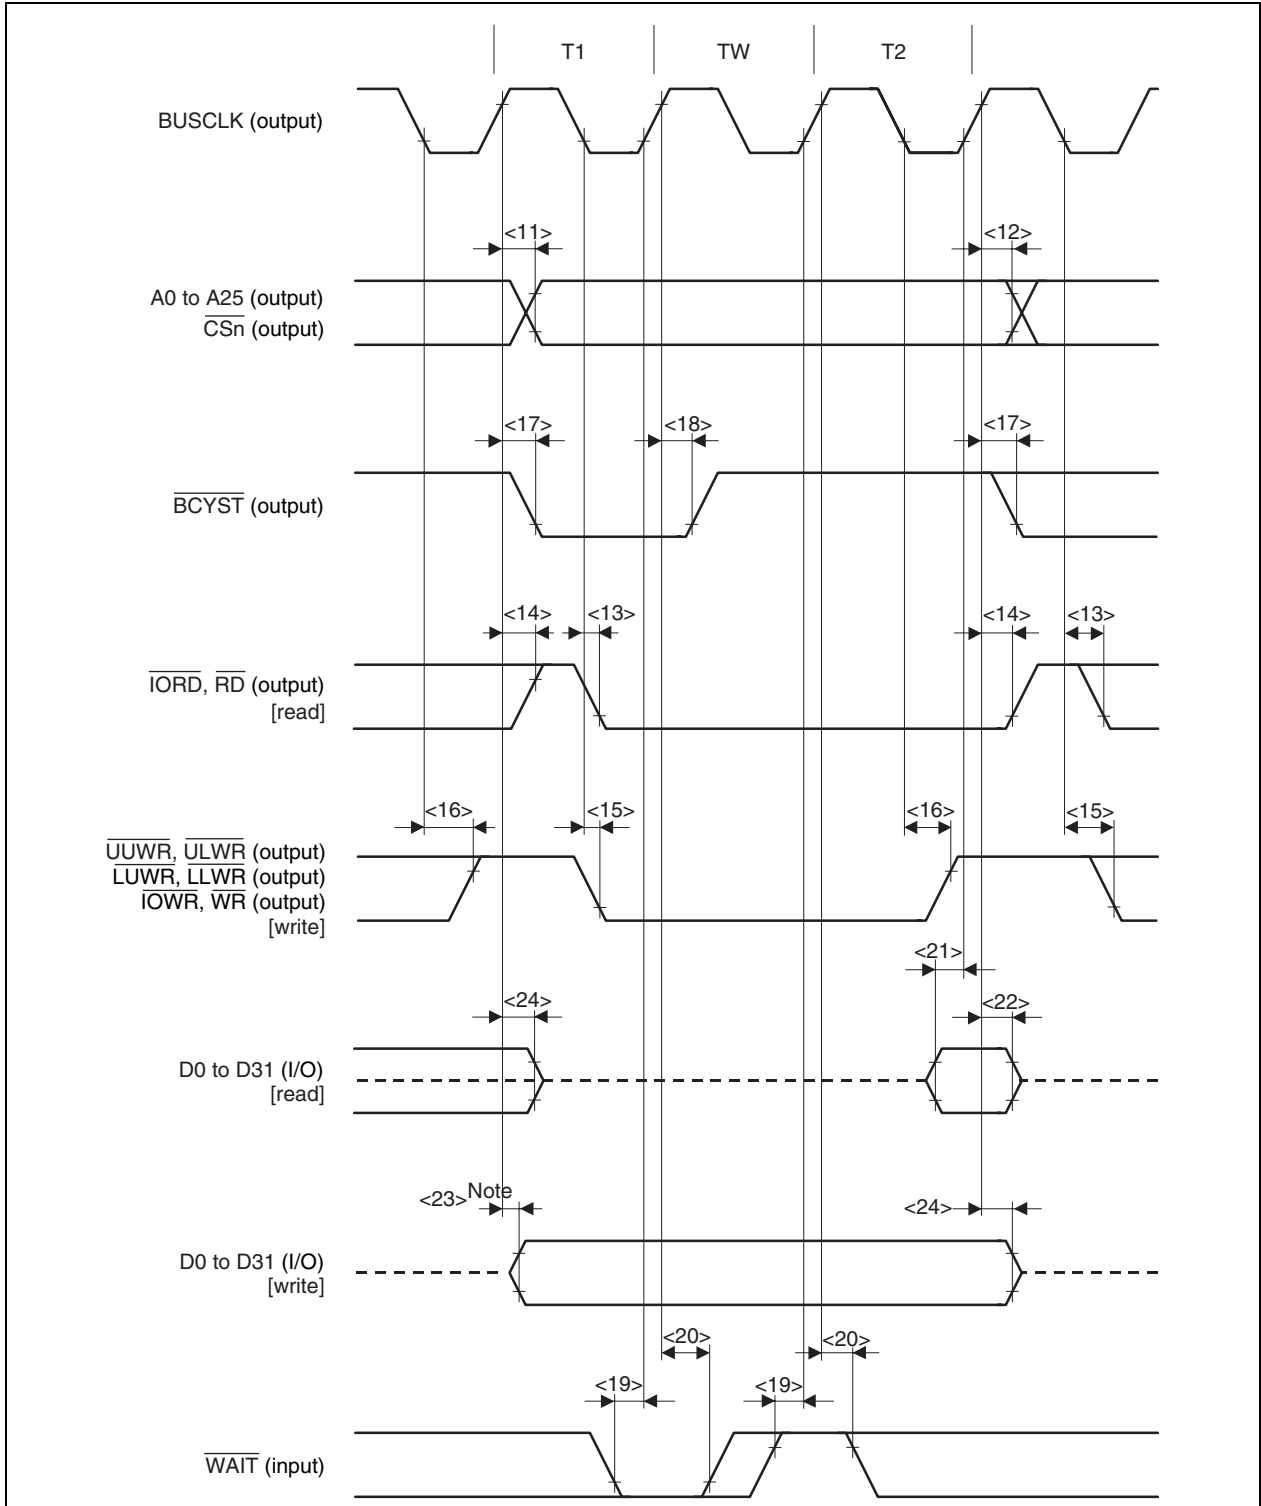 T1 TW T2
BUSCLK (output)
<11> <12>
A0 to A25 (output)
CSn (output)
<17> <18> <17>
BCYST (output)
<14> <13> <14> <13>
IORD, RD (output)
[read]
<16> <15> <16> <15>
UUWR, ULWR (output)
LUWR, LLWR (output)
IOWR, WR (output)
[write]
<21>
<24> <22>
D0 to D31 (I/O)
[read]
<23>Note <24>
D0 to D31 (I/O)
[write]
<20> <20>
<19> <19>
WAIT (input)